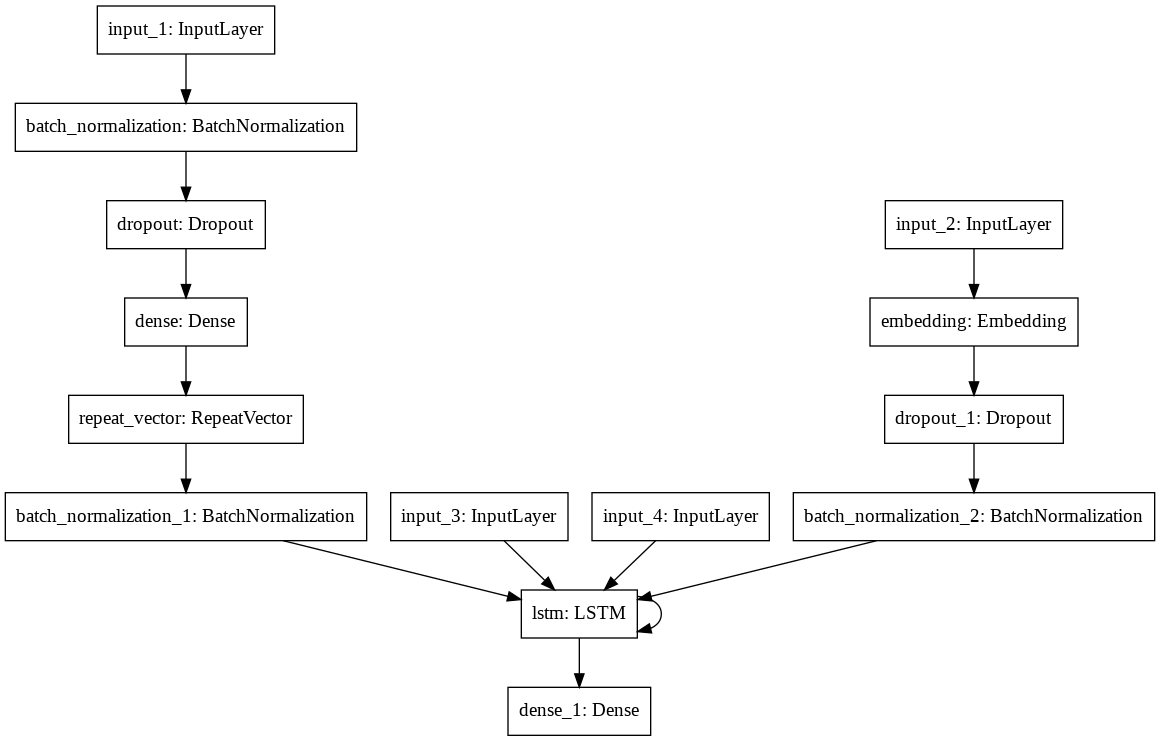 input_1: InputLayer
batch_normalization: BatchNormalization
dropout: Dropout
input_2: InputLayer
dense: Dense
embedding: Embedding
repeat_vector: RepeatVector
dropout_1: Dropout
batch_normalization_1: BatchNormalization
input_3: InputLayer
input_4: InputLayer
batch_normalization_2: BatchNormalization
lstm: LSTM
dense_1: Dense